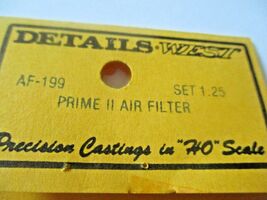 DETAILS WEST
AF-199 SET 1.25
PRIME II AIR FILTER
Precision Castings in "HO" Scale